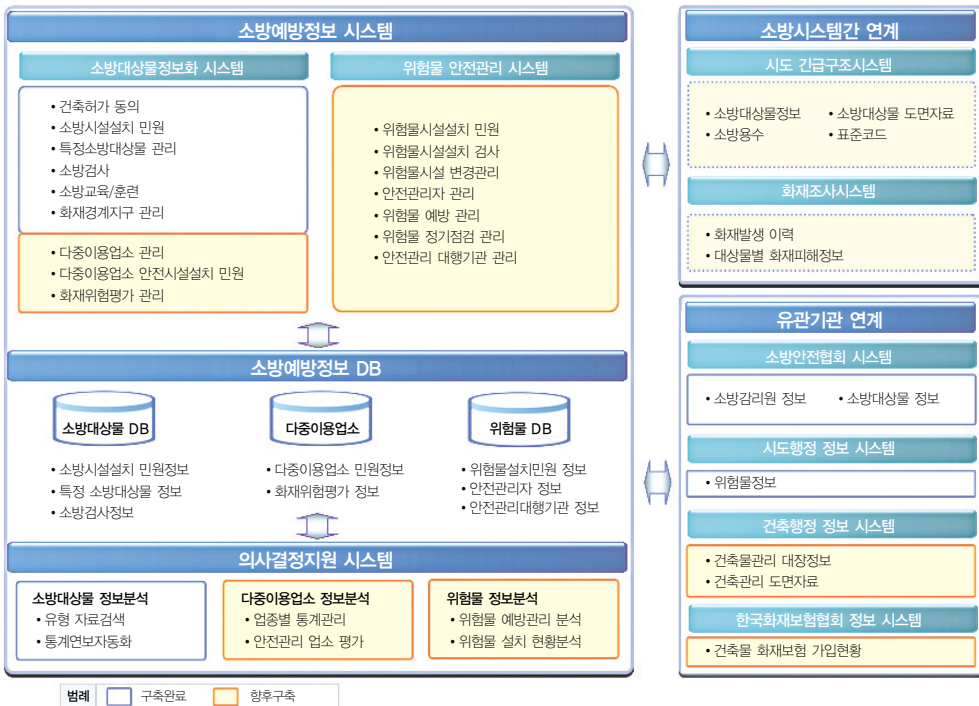 소방예방정보 시스템
소방대상물정보화 시스템
• 건축허가 동의
• 소방시설설치 민원
• 특정소방대상물 관리
• 소방검사
• 소방교육/훈련
• 화재경계지구 관리
• 다중이용업소 관리
• 다중이용업소 안전시설설치 민원
• 화재위험평가 관리
위험물 안전관리 시스템
• 위험물시설설치 민원
• 위험물시설설치 검사
• 위험물시설 변경관리
• 안전관리자 관리
• 위험물 예방 관리
• 위험물 정기점검 관리
• 안전관리 대행기관 관리
소방예방정보 DB
소방대상물 DB
• 소방시설설치 민원정보
• 특정 소방대상물 정보
• 소방검사정보
다중이용업소
• 다중이용업소 민원정보
• 화재위험평가 정보
위험물 DB
• 위험물설치민원 정보
• 안전관리자 정보
• 안전관리대행기관 정보
의사결정지원 시스템
소방대상물 정보분석
• 유형 자료검색
• 통계연보자동화
다중이용업소 정보분석
• 업종별 통계관리
• 안전관리 업소 평가
위험물 정보분석
• 위험물 예방관리 분석
• 위험물 설치 현황분석
소방시스템간 연계
시도 긴급구조시스템
• 소방대상물정보 • 소방대상물 도면자료
• 소방용수 • 표준코드
화재조사시스템
• 화재발생 이력
• 대상물별 화재피해정보
유관기관 연계
소방안전협회 시스템
• 소방감리원 정보 • 소방대상물 정보
시도행정 정보 시스템
• 위험물정보
건축행정 정보 시스템
• 건축물관리 대장정보
• 건축관리 도면자료
한국화재보험협회 정보 시스템
• 건축물 화재보험 가입현황
범례 구축완료 향후구축